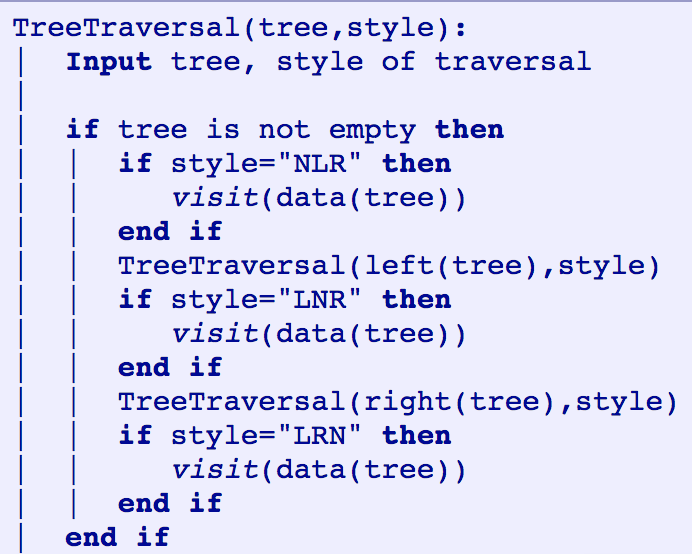 TreeTraversal(tree,style):
Input tree, style of traversal
if tree is not empty then
if style="NLR" then
visit(data(tree))
end if
TreeTraversal(left(tree),style)
if style="LNR" then
visit(data(tree))
end if
TreeTraversal(right(tree),style)
if style="LRN" then
visit(data(tree))
end if
end if